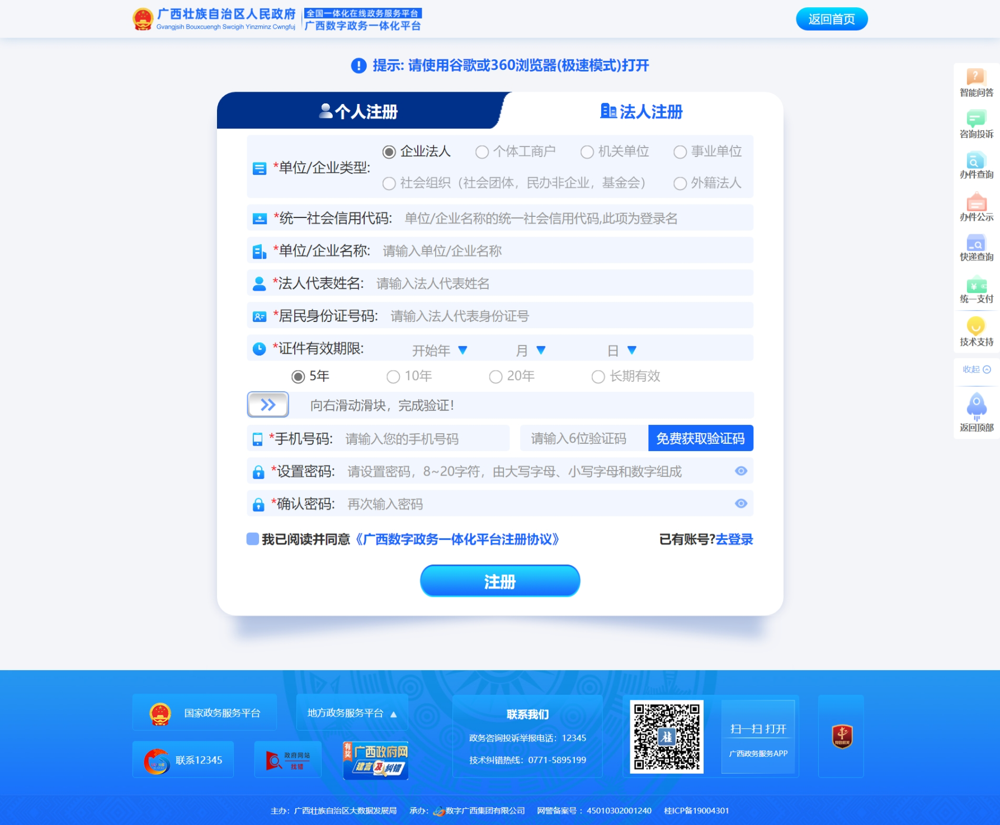 广西壮族自治区人民政府
Gvangjsih Bouxcuengh Swcigih Yinzminz Cwngfuj
全国一体化在线政务服务平台
广西数字政务一体化平台
返回首页
提示: 请使用谷歌或360浏览器(极速模式)打开
个人注册
法人注册
*单位/企业类型:
企业法人 个体工商户 机关单位 事业单位
社会组织（社会团体，民办非企业，基金会） 外籍法人
*统一社会信用代码: 单位/企业名称的统一社会信用代码,此项为登录名
*单位/企业名称: 请输入单位/企业名称
*法人代表姓名: 请输入法人代表姓名
*居民身份证号码: 请输入法人代表身份证号
*证件有效期限: 开始年 月 日
5年 10年 20年 长期有效
向右滑动滑块，完成验证！
*手机号码: 请输入您的手机号码 请输入6位验证码 免费获取验证码
*设置密码: 请设置密码，8~20字符，由大写字母、小写字母和数字组成
*确认密码: 再次输入密码
我已阅读并同意《广西数字政务一体化平台注册协议》 已有账号?去登录
注册
智能问答
咨询投诉
办件查询
办件公示
快递查询
统一支付
技术支持
收起
返回顶部
国家政务服务平台
地方政务服务平台
联系12345
政府网站
找错
有奖
广西政府网
建言及纠错
联系我们
政务咨询投诉举报电话：12345
技术纠错热线：0771-5895199
桂
扫一扫 打开
广西政务服务APP
党政机关
主办：广西壮族自治区大数据发展局 承办：数字广西集团有限公司 网警备案号 ：45010302001240 桂ICP备19004301